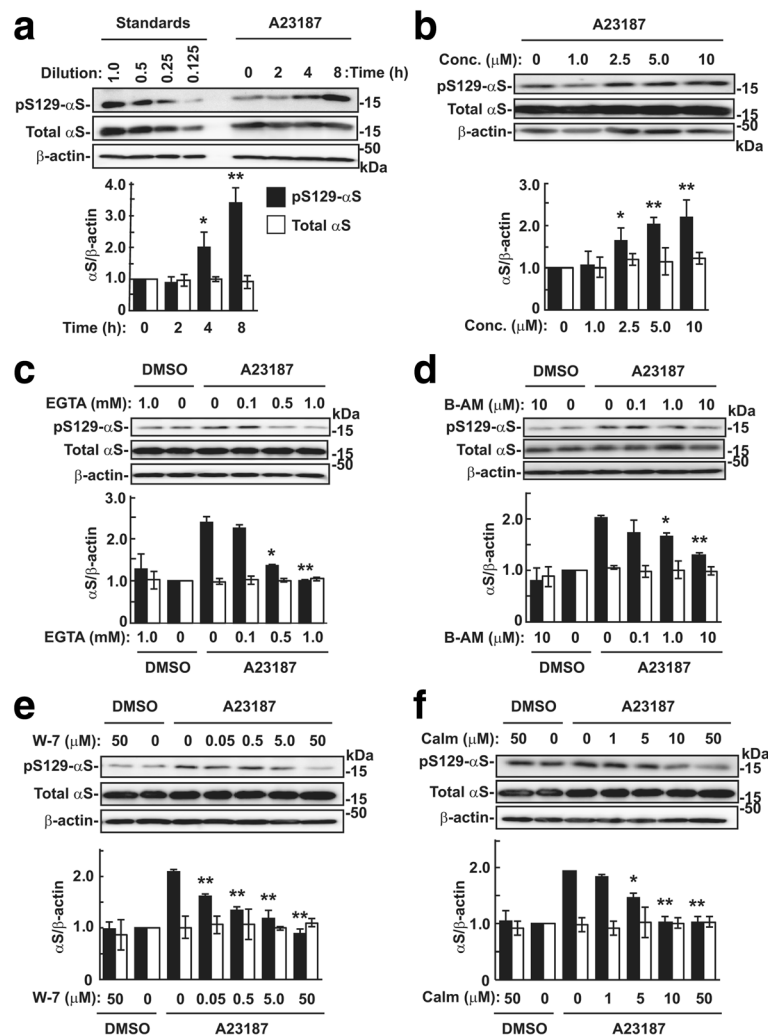 a
Standards A23187
Dilution: 1.0 0.5 0.25 0.125 0 2 4 8 :Time (h)
pS129-αS- -15
Total αS- -15
β-actin- -50
kDa
αS/β-actin
4.0
3.0
2.0
1.0
0
* **
pS129-αS
Total αS
Time (h): 0 2 4 8
b
A23187
Conc. (μM): 0 1.0 2.5 5.0 10
pS129-αS- -15
Total αS- -15
β-actin- -50
kDa
αS/β-actin
3.0
2.0
1.0
0
* ** **
Conc. (μM): 0 1.0 2.5 5.0 10
c
DMSO A23187
EGTA (mM): 1.0 0 0 0.1 0.5 1.0
kDa
pS129-αS- -15
Total αS- -15
β-actin- -50
αS/β-actin
3.0
2.0
1.0
0
* **
EGTA (mM): 1.0 0 0 0.1 0.5 1.0
DMSO A23187
d
DMSO A23187
B-AM (μM): 10 0 0 0.1 1.0 10
kDa
pS129-αS- -15
Total αS- -15
β-actin- -50
αS/β-actin
2.0
1.0
0
* **
B-AM (μM): 10 0 0 0.1 1.0 10
DMSO A23187
e
DMSO A23187
W-7 (μM): 50 0 0 0.05 0.5 5.0 50
kDa
pS129-αS- -15
Total αS- -15
β-actin- -50
αS/β-actin
2.0
1.0
0
** ** ** **
W-7 (μM): 50 0 0 0.05 0.5 5.0 50
DMSO A23187
f
DMSO A23187
Calm (μM): 50 0 0 1 5 10 50
kDa
pS129-αS- -15
Total αS- -15
β-actin- -50
αS/β-actin
2.0
1.0
0
* ** **
Calm (μM): 50 0 0 1 5 10 50
DMSO A23187